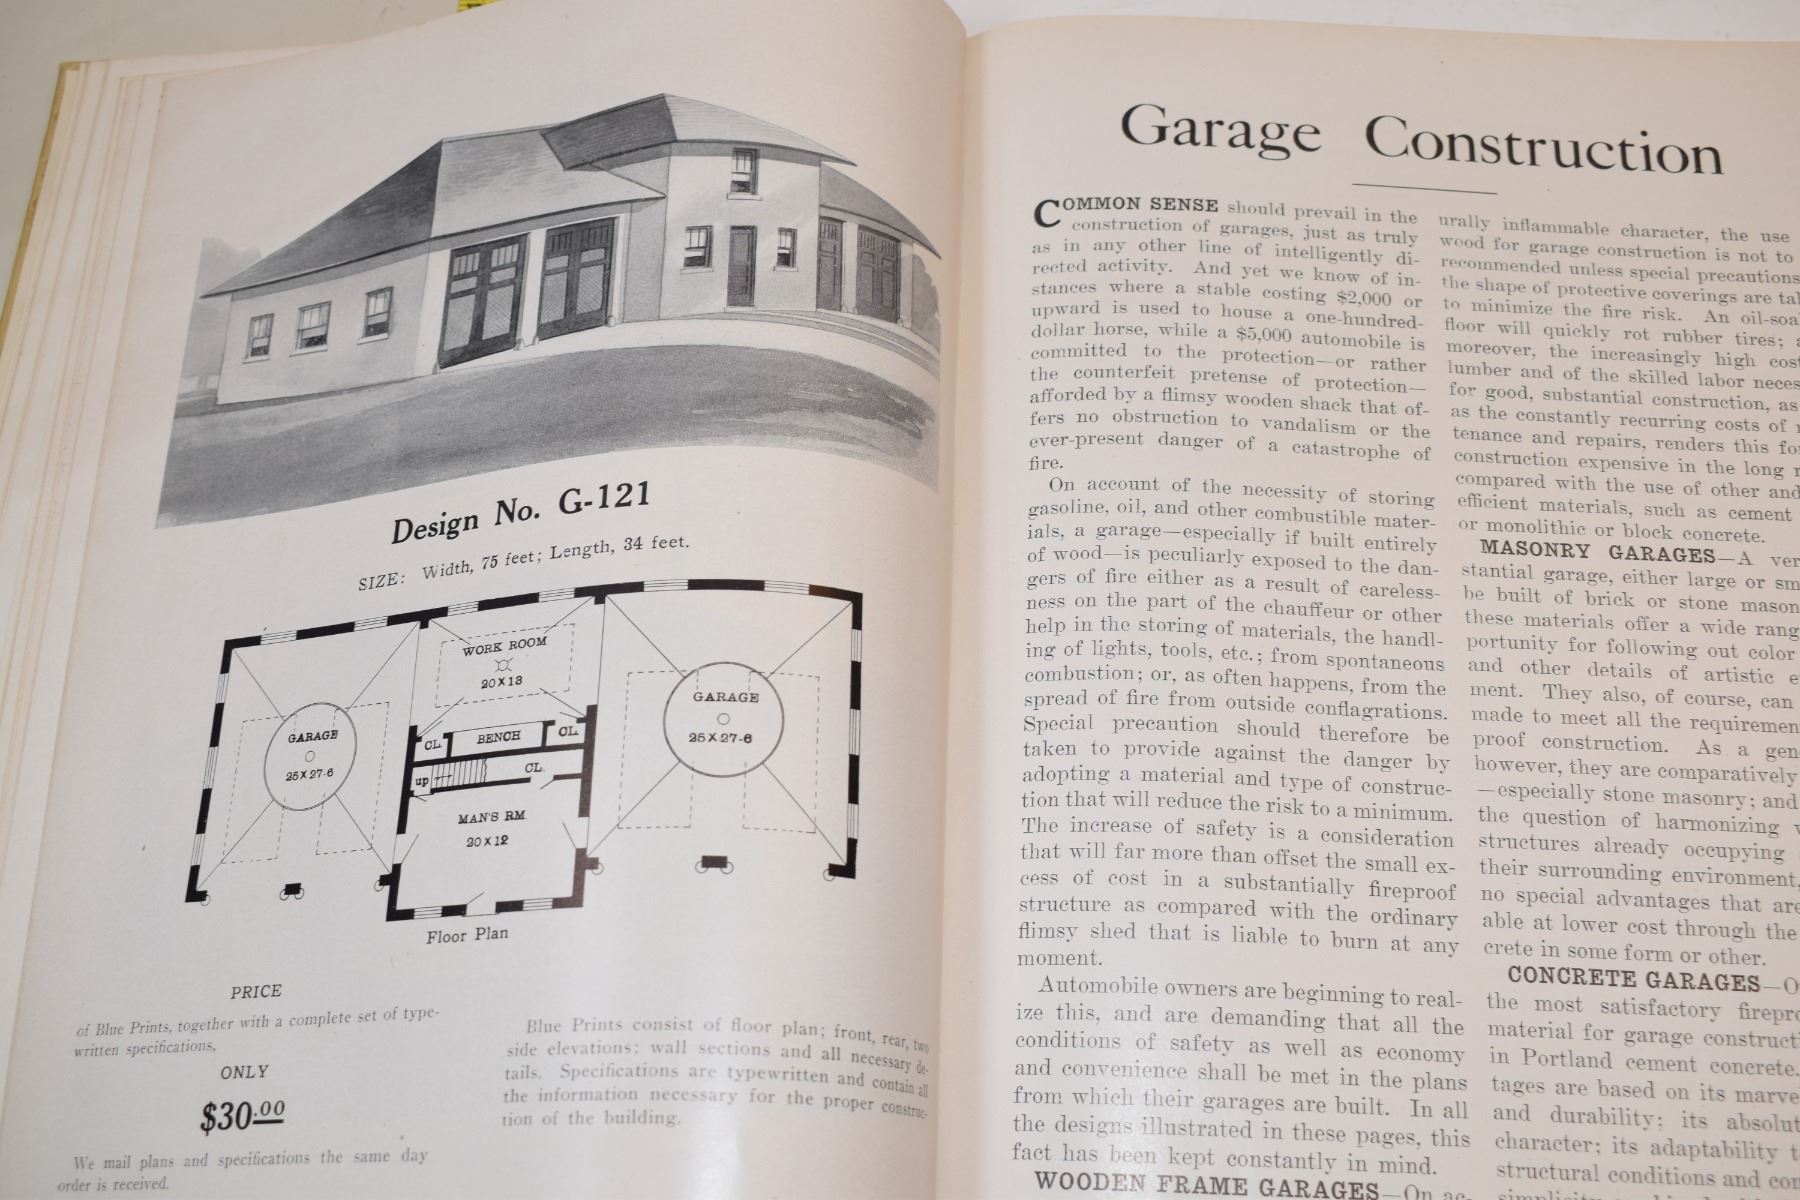 Design No. G-121
SIZE: Width, 75 feet; Length, 34 feet.
WORK ROOM
20 X 13
GARAGE
25 X 27-6
GARAGE
25 X 27-6
CL.
BENCH
CL.
up
CL.
MAN'S RM.
20 X 12
Floor Plan
PRICE
of Blue Prints, together with a complete set of type-
written specifications,
ONLY
$30.00
We mail plans and specifications the same day
order is received.
Blue Prints consist of floor plan; front, rear, two
side elevations; wall sections and all necessary de-
tails. Specifications are typewritten and contain all
the information necessary for the proper construc-
tion of the building.
Garage Construction
COMMON SENSE should prevail in the
construction of garages, just as truly
as in any other line of intelligently di-
rected activity. And yet we know of in-
stances where a stable costing $2,000 or
upward is used to house a one-hundred-
dollar horse, while a $5,000 automobile is
committed to the protection—or rather
the counterfeit pretense of protection—
afforded by a flimsy wooden shack that of-
fers no obstruction to vandalism or the
ever-present danger of a catastrophe of
fire.
On account of the necessity of storing
gasoline, oil, and other combustible mater-
ials, a garage—especially if built entirely
of wood—is peculiarly exposed to the dan-
gers of fire either as a result of careless-
ness on the part of the chauffeur or other
help in the storing of materials, the handl-
ing of lights, tools, etc.; from spontaneous
combustion; or, as often happens, from the
spread of fire from outside conflagrations.
Special precaution should therefore be
taken to provide against the danger by
adopting a material and type of construc-
tion that will reduce the risk to a minimum.
The increase of safety is a consideration
that will far more than offset the small ex-
cess of cost in a substantially fireproof
structure as compared with the ordinary
flimsy shed that is liable to burn at any
moment.
Automobile owners are beginning to real-
ize this, and are demanding that all the
conditions of safety as well as economy
and convenience shall be met in the plans
from which their garages are built. In all
the designs illustrated in these pages, this
fact has been kept constantly in mind.
WOODEN FRAME GARAGES—On ac-
urally inflammable character, the use
wood for garage construction is not to
recommended unless special precautions
the shape of protective coverings are
to minimize the fire risk. An
floor will quickly rot rubber tires;
moreover, the increasingly high
lumber and of the skilled labor
for good, substantial construction, as
as the constantly recurring costs of
tenance and repairs, renders this
construction expensive in the long
compared with the use of other and
efficient materials, such as cement
or monolithic or block concrete.
MASONRY GARAGES—A
stantial garage, either large or
be built of brick or stone
these materials offer a wide
portunity for following out color
and other details of artistic
ment. They also, of course, can
made to meet all the
proof construction. As a
however, they are comparatively
—especially stone masonry; and
the question of harmonizing
structures already occupying
their surrounding environment,
no special advantages that are
able at lower cost through the
crete in some form or other.
CONCRETE GARAGES—
the most satisfactory
material for garage
in Portland cement concrete.
tages are based on its
and durability; its
character; its adaptability
structural conditions and